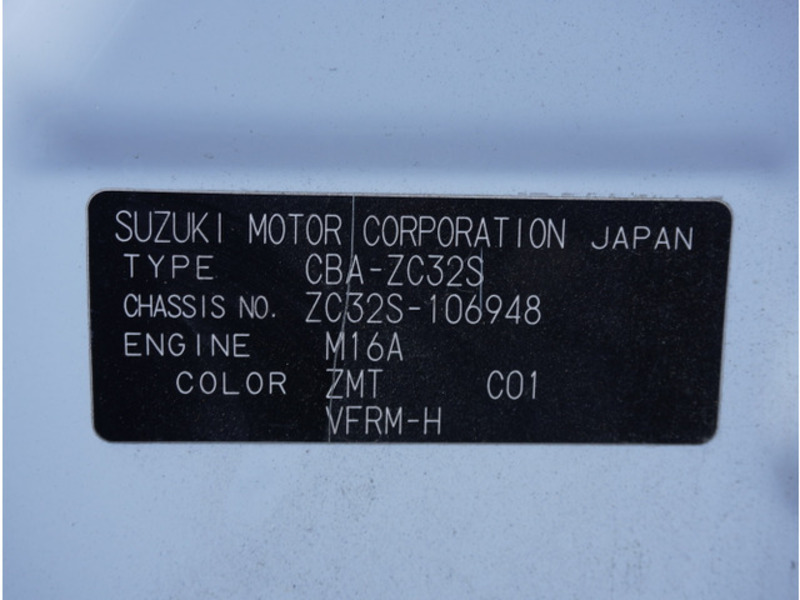 SUZUKI MOTOR CORPORATION JAPAN
TYPE CBA-ZC32S
CHASSIS NO. ZC32S-106948
ENGINE M16A
COLOR ZMT C01
VFRM-H